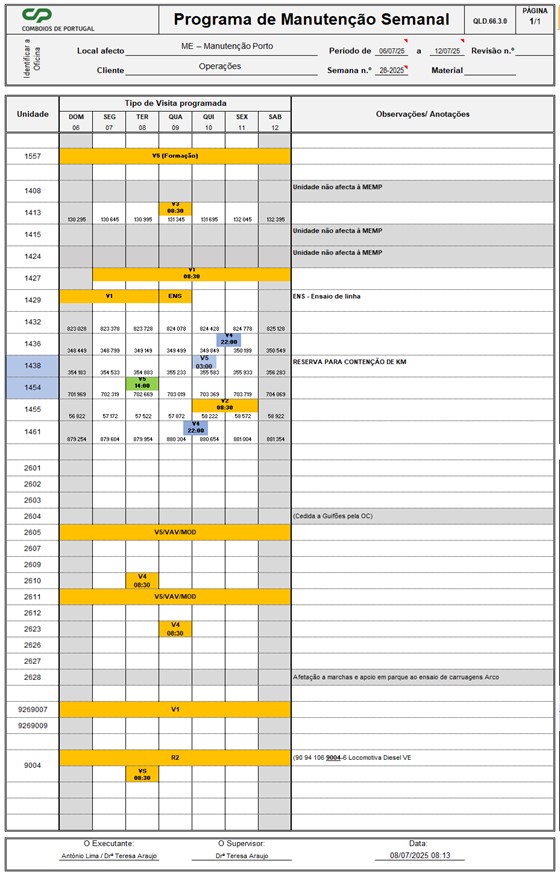 CP
COMBOIOS DE PORTUGAL
Programa de Manutenção Semanal
QLD.66.3.0
PÁGINA
1/1
Identificar a Oficina
Local afecto ME – Manutenção Porto Período de 06/07/25 a 12/07/25 Revisão n.º
Cliente Operações Semana n.º 28-2025 Material
Unidade Tipo de Visita programada Observações/ Anotações
DOM SEG TER QUA QUI SEX SAB
06 07 08 09 10 11 12
1557 V5 (Formação)
1408 Unidade não afecta à MEMP
1413 V3 08:30
130 295 130 645 130 995 131 345 131 695 132 045 132 395
1415 Unidade não afecta à MEMP
1424 Unidade não afecta à MEMP
1427 V1 08:30
1429 V1 ENS ENS - Ensaio de linha
1432
823 028 823 378 823 728 824 078 824 428 824 778 825 128
1436 V4 22:00
348 449 348 799 349 149 349 499 349 849 350 199 350 549
1438 V5 03:00 RESERVA PARA CONTENÇÃO DE KM
354 183 354 533 354 883 355 233 355 583 355 933 356 283
1454 V5 14:00
701 969 702 319 702 669 703 019 703 369 703 719 704 069
1455 V2 08:30
56 822 57 172 57 522 57 872 58 222 58 572 58 922
1461 V4 22:00
879 254 879 604 879 954 880 304 880 654 881 004 881 354
2601
2602
2603
2604 (Cedida a Guifões pela OC)
2605 V5/VAV/MOD
2607
2609
2610 V4 08:30
2611 V5/VAV/MOD
2612
2623 V4 08:30
2626
2627
2628 Afetação a marchas e apoio em parque ao ensaio de carruagens Arco
9269007 V1
9269009
9004 R2 (90 94 106 9004-6 Locomotiva Diesel VE
VS 08:30
O Executante: O Supervisor: Data:
António Lima / Drª Teresa Araujo Drª Teresa Araujo 08/07/2025 08:13